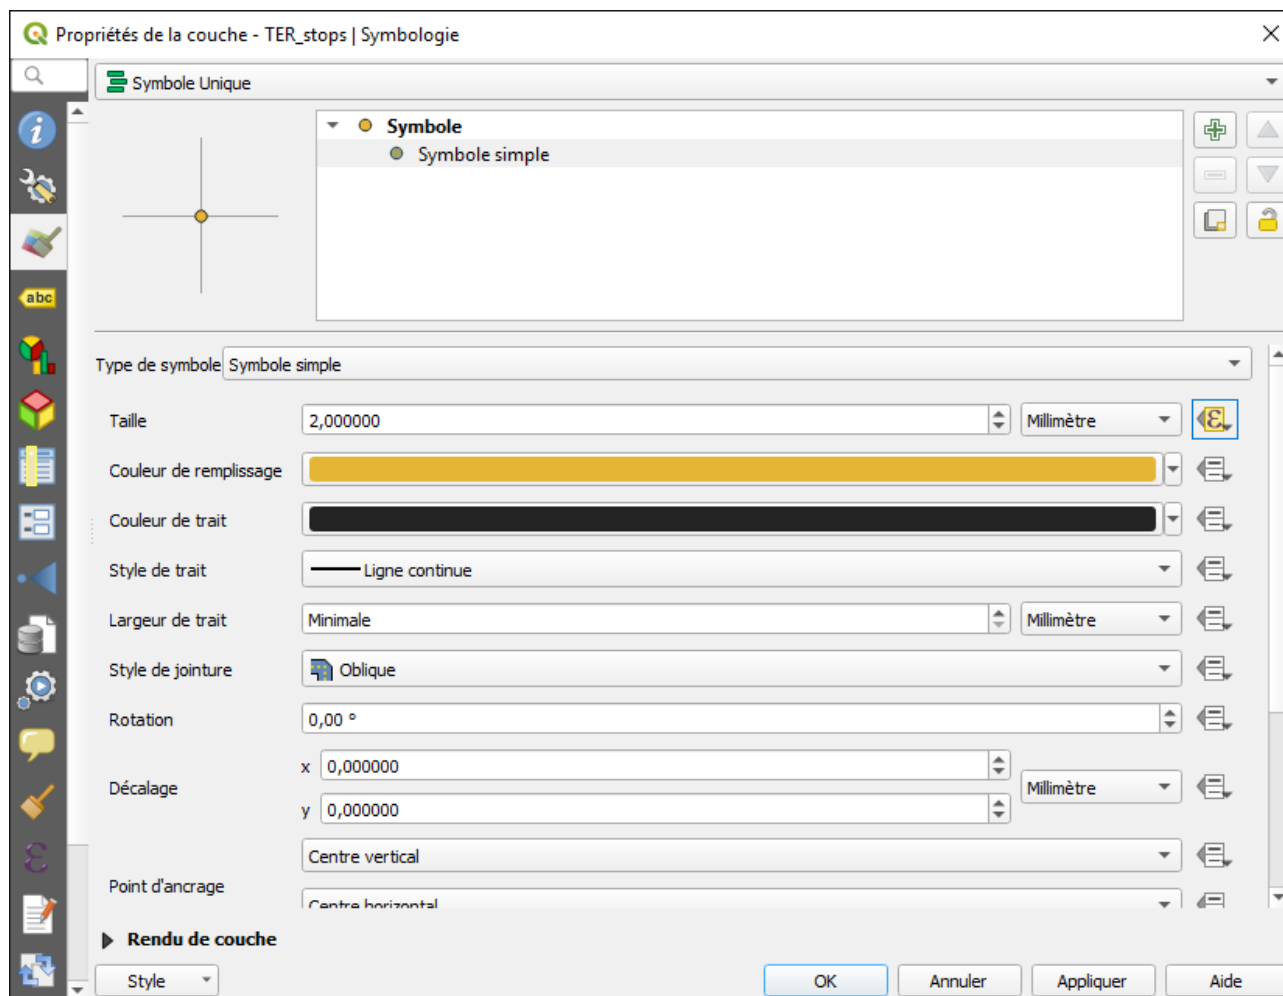 Propriétés de la couche - TER_stops | Symbologie
Symbole Unique
Symbole
Symbole simple
abc
Type de symbole Symbole simple
Taille 2,000000 Millimètre ε
Couleur de remplissage
Couleur de trait
Style de trait Ligne continue
Largeur de trait Minimale Millimètre
Style de jointure Oblique
Rotation 0,00 °
x 0,000000
Décalage Millimètre
y 0,000000
Centre vertical
Point d'ancrage
Centre horizontal
Rendu de couche
Style OK Annuler Appliquer Aide